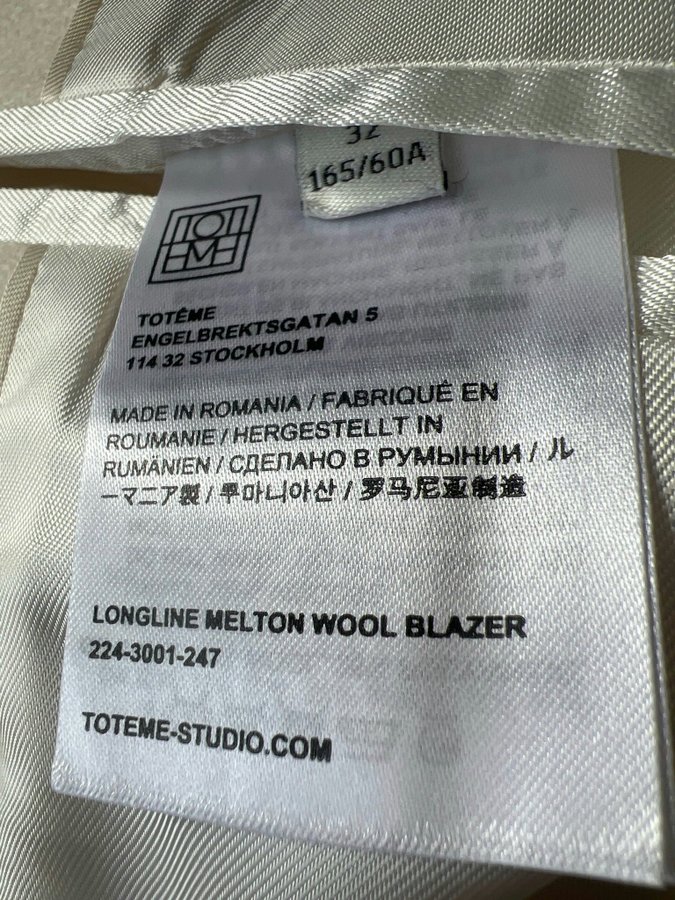 32
165/60A
TOTEME
TOTÊME
ENGELBREKTSGATAN 5
114 32 STOCKHOLM
MADE IN ROMANIA / FABRIQUÉ EN
ROUMANIE / HERGESTELLT IN
RUMÄNIEN / СДЕЛАНО В РУМЫНИИ / ル
ーマニア製 / 루마니아산 / 罗马尼亚制造
LONGLINE MELTON WOOL BLAZER
224-3001-247
TOTEME-STUDIO.COM